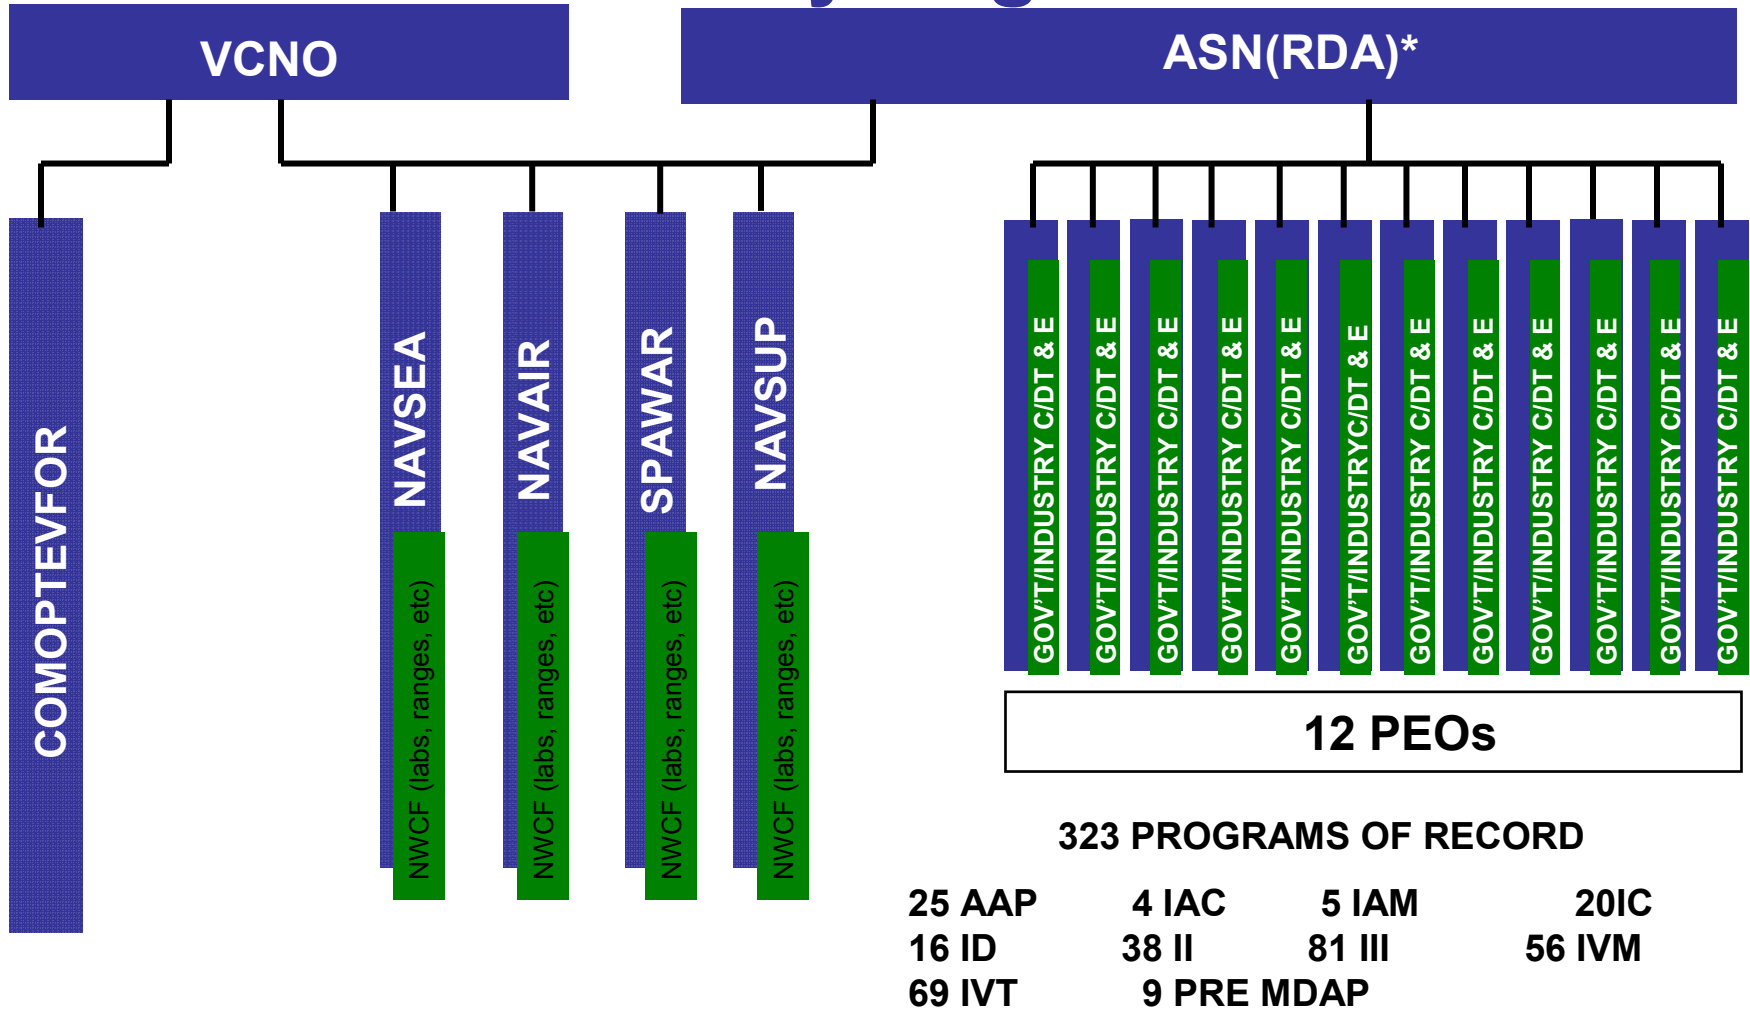 VCNO
ASN(RDA)*
COMOPTEVFOR
NAVSEA
NAVAIR
SPAWAR
NAVSUP
NWCF (labs, ranges, etc)
NWCF (labs, ranges, etc)
NWCF (labs, ranges, etc)
NWCF (labs, ranges, etc)
GOV'T/INDUSTRY C/DT & E
GOV'T/INDUSTRY C/DT & E
GOV'T/INDUSTRY C/DT & E
GOV'T/INDUSTRY C/DT & E
GOV'T/INDUSTRY C/DT & E
GOV'T/INDUSTRYC/DT & E
GOV'T/INDUSTRY C/DT & E
GOV'T/INDUSTRY C/DT & E
GOV'T/INDUSTRY C/DT & E
GOV'T/INDUSTRY C/DT & E
GOV'T/INDUSTRY C/DT & E
GOV'T/INDUSTRY C/DT & E
12 PEOs
323 PROGRAMS OF RECORD
25 AAP 4 IAC 5 IAM 20IC
16 ID 38 II 81 III 56 IVM
69 IVT 9 PRE MDAP